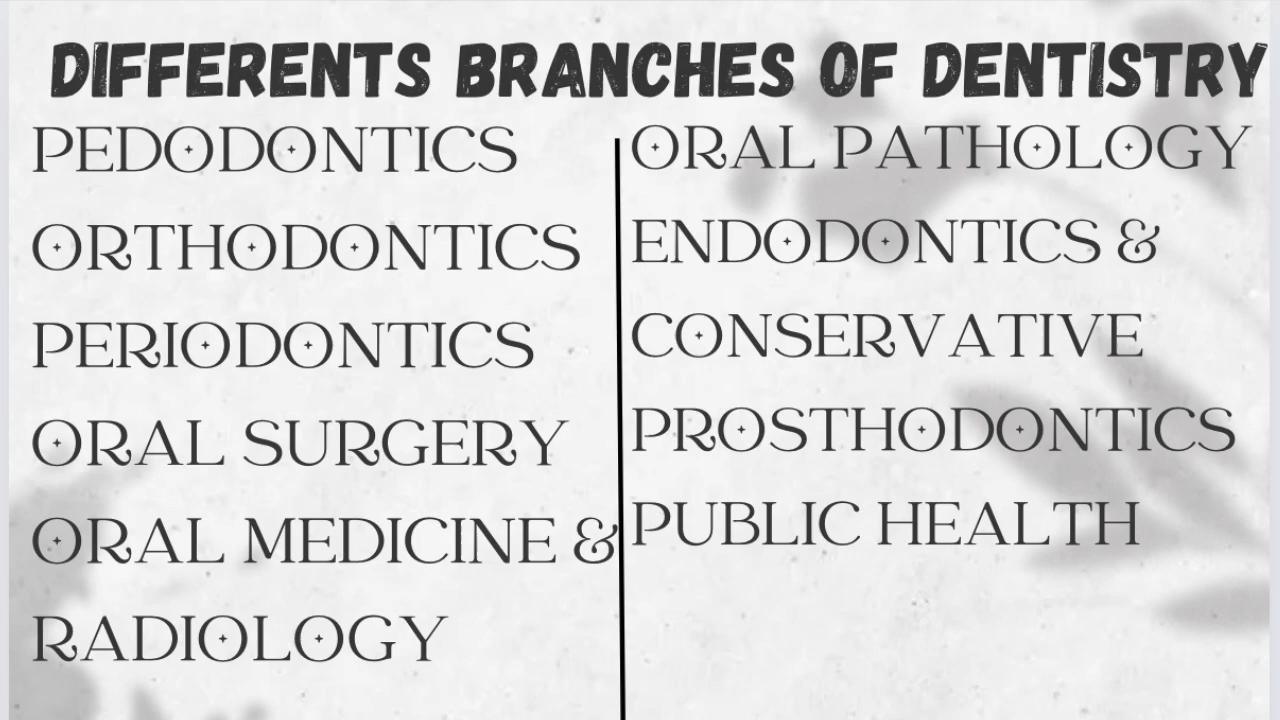 DIFFERENTS BRANCHES OF DENTISTRY
PEDODONTICS
ORTHODONTICS
PERIODONTICS
ORAL SURGERY
ORAL MEDICINE &
RADIOLOGY
ORAL PATHOLOGY
ENDODONTICS &
CONSERVATIVE
PROSTHODONTICS
PUBLIC HEALTH